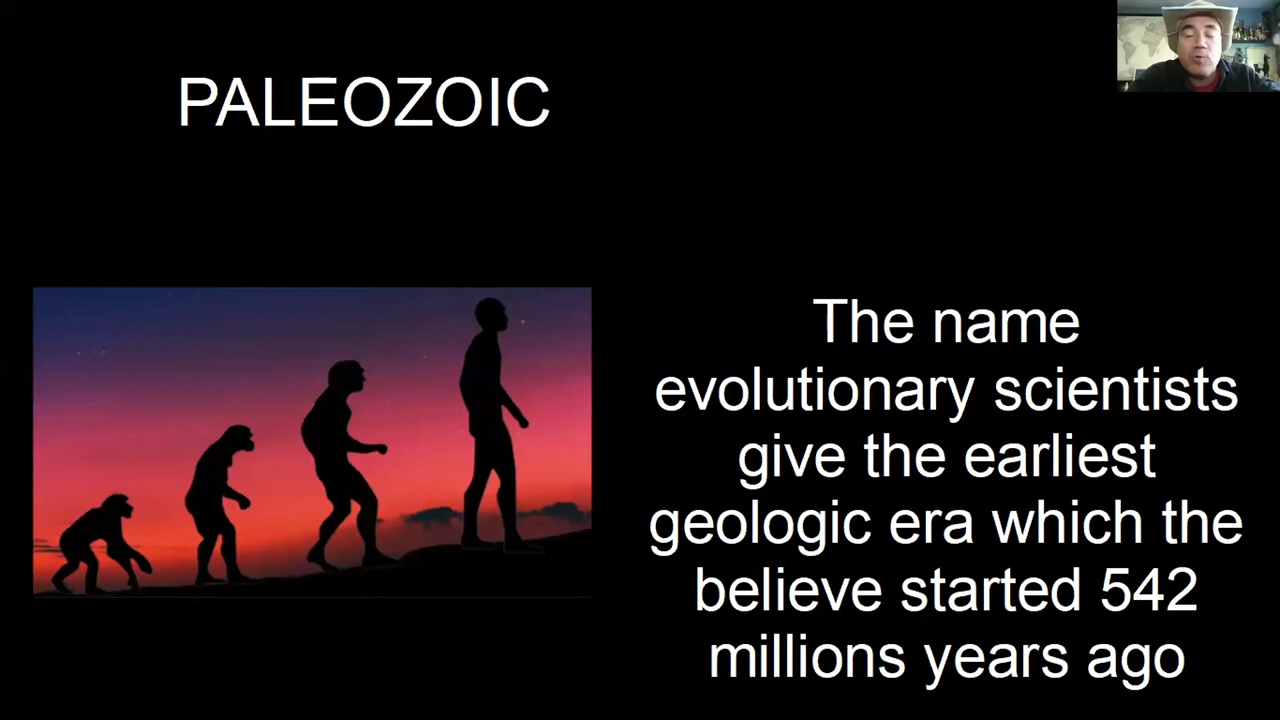 PALEOZOIC
The name
evolutionary scientists
give the earliest
geologic era which the
believe started 542
millions years ago